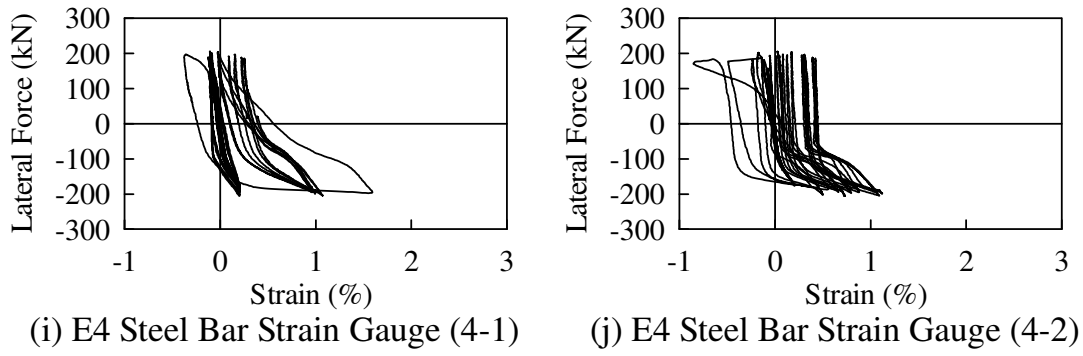 300
200
100
0
-100
-200
-300
Lateral Force (kN)
-1 0 1 2 3
Strain (%)
(i) E4 Steel Bar Strain Gauge (4-1)
300
200
100
0
-100
-200
-300
Lateral Force (kN)
-1 0 1 2 3
Strain (%)
(j) E4 Steel Bar Strain Gauge (4-2)